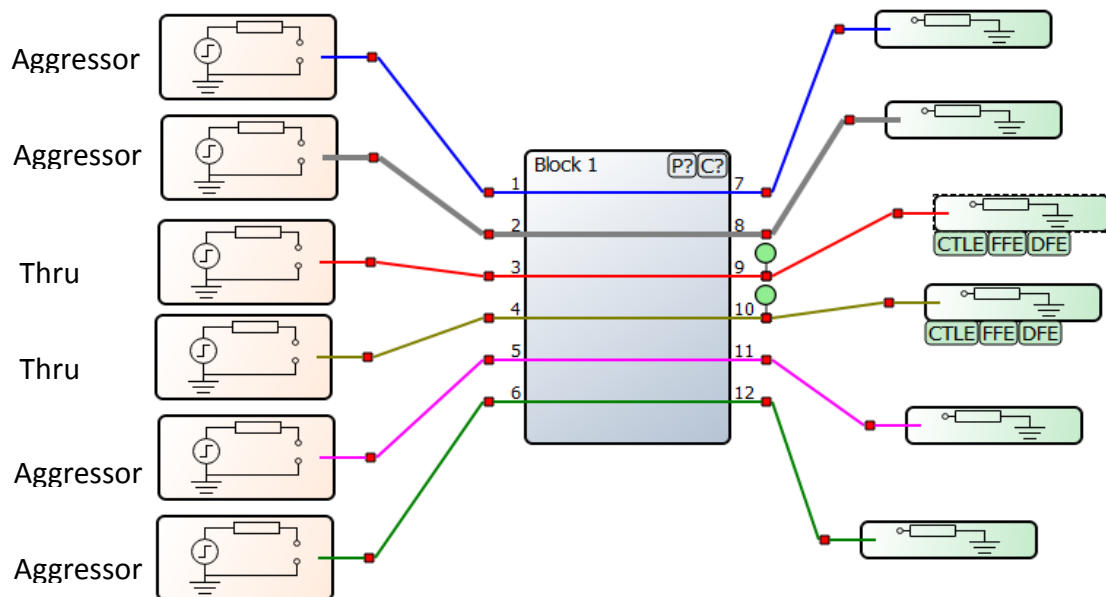 Aggressor
Aggressor
Thru
Thru
Aggressor
Aggressor
Block 1 P? C?
1 7
2 8
3 9
4 10
5 11
6 12
CTLE FFE DFE
CTLE FFE DFE